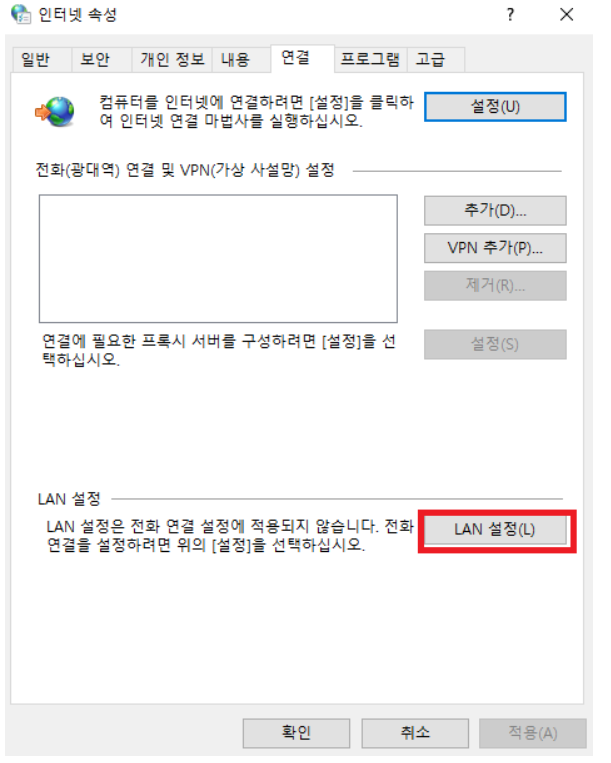 인터넷 속성
?
일반 보안 개인 정보 내용 연결 프로그램 고급
컴퓨터를 인터넷에 연결하려면 [설정]을 클릭하
여 인터넷 연결 마법사를 실행하십시오.
설정(U)
전화(광대역) 연결 및 VPN(가상 사설망) 설정
추가(D)...
VPN 추가(P)...
제거(R)...
연결에 필요한 프록시 서버를 구성하려면 [설정]을 선
택하십시오.
설정(S)
LAN 설정
LAN 설정은 전화 연결 설정에 적용되지 않습니다. 전화
연결을 설정하려면 위의 [설정]을 선택하십시오.
LAN 설정(L)
확인 취소 적용(A)